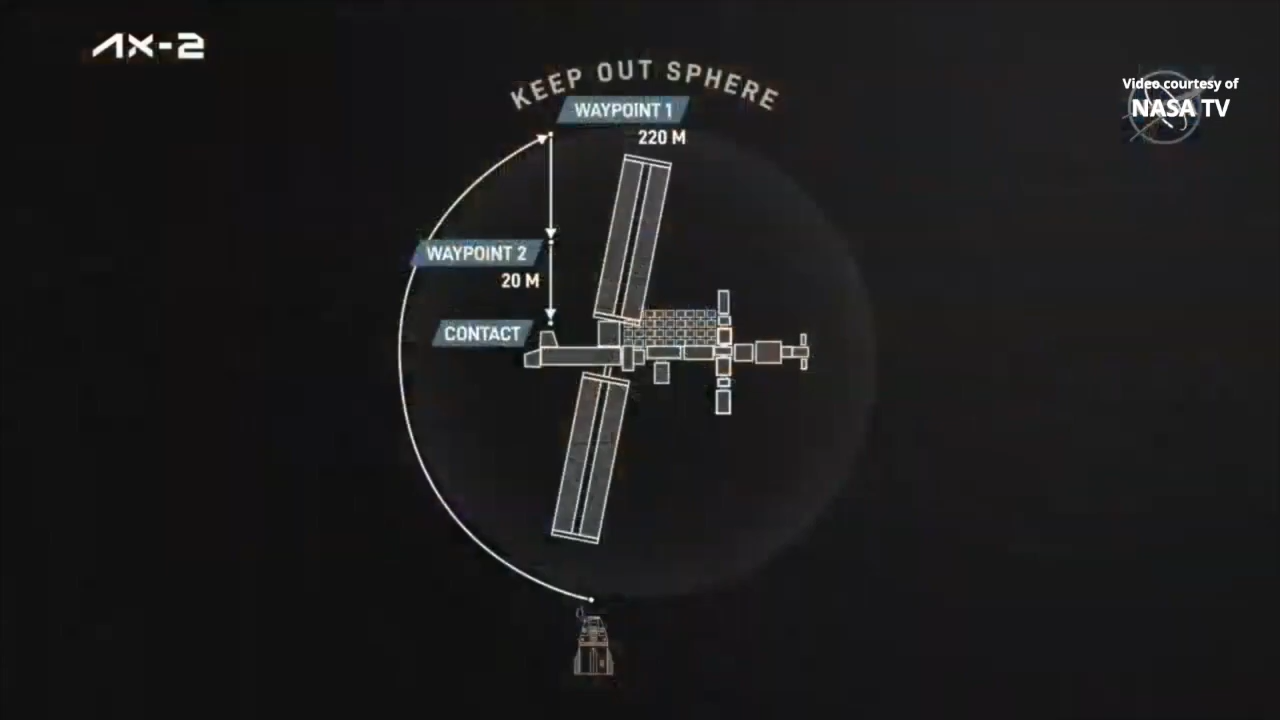 AX-2
Video courtesy of
NASA TV
KEEP OUT SPHERE
WAYPOINT 1
220 M
WAYPOINT 2
20 M
CONTACT